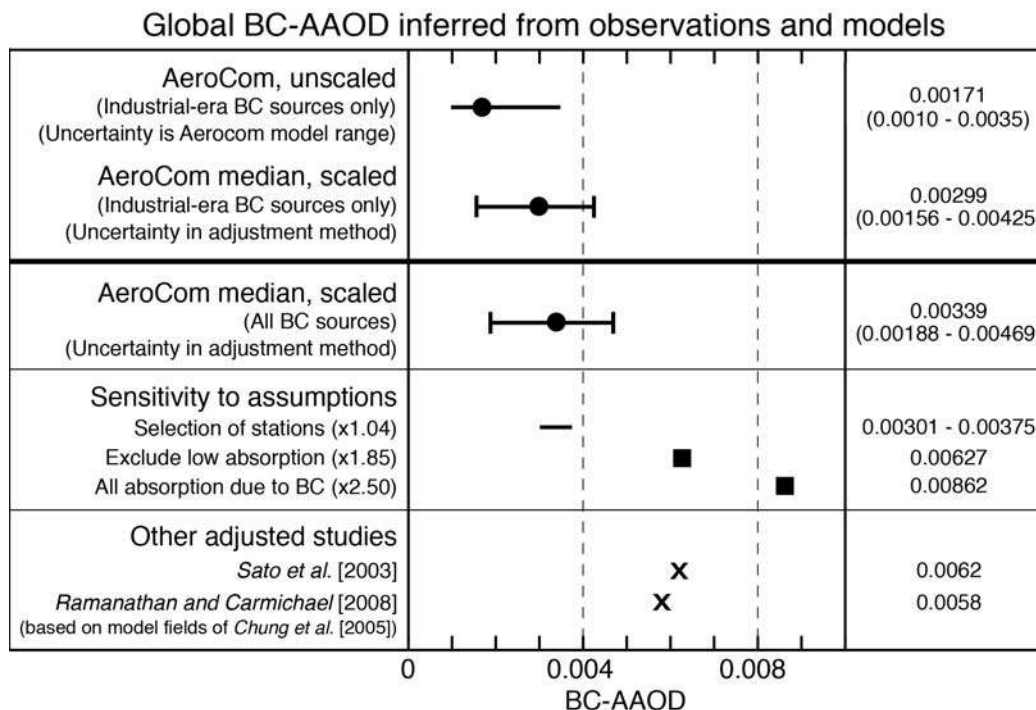 Global BC-AAOD inferred from observations and models
AeroCom, unscaled
(Industrial-era BC sources only)
(Uncertainty is Aerocom model range)
0.00171
(0.0010 - 0.0035)
AeroCom median, scaled
(Industrial-era BC sources only)
(Uncertainty in adjustment method)
0.00299
(0.00156 - 0.00425
AeroCom median, scaled
(All BC sources)
(Uncertainty in adjustment method)
0.00339
(0.00188 - 0.00469
Sensitivity to assumptions
Selection of stations (x1.04) 0.00301 - 0.00375
Exclude low absorption (x1.85) 0.00627
All absorption due to BC (x2.50) 0.00862
Other adjusted studies
Sato et al. [2003] 0.0062
Ramanathan and Carmichael [2008] 0.0058
(based on model fields of Chung et al. [2005])
0 0.004 0.008
BC-AAOD